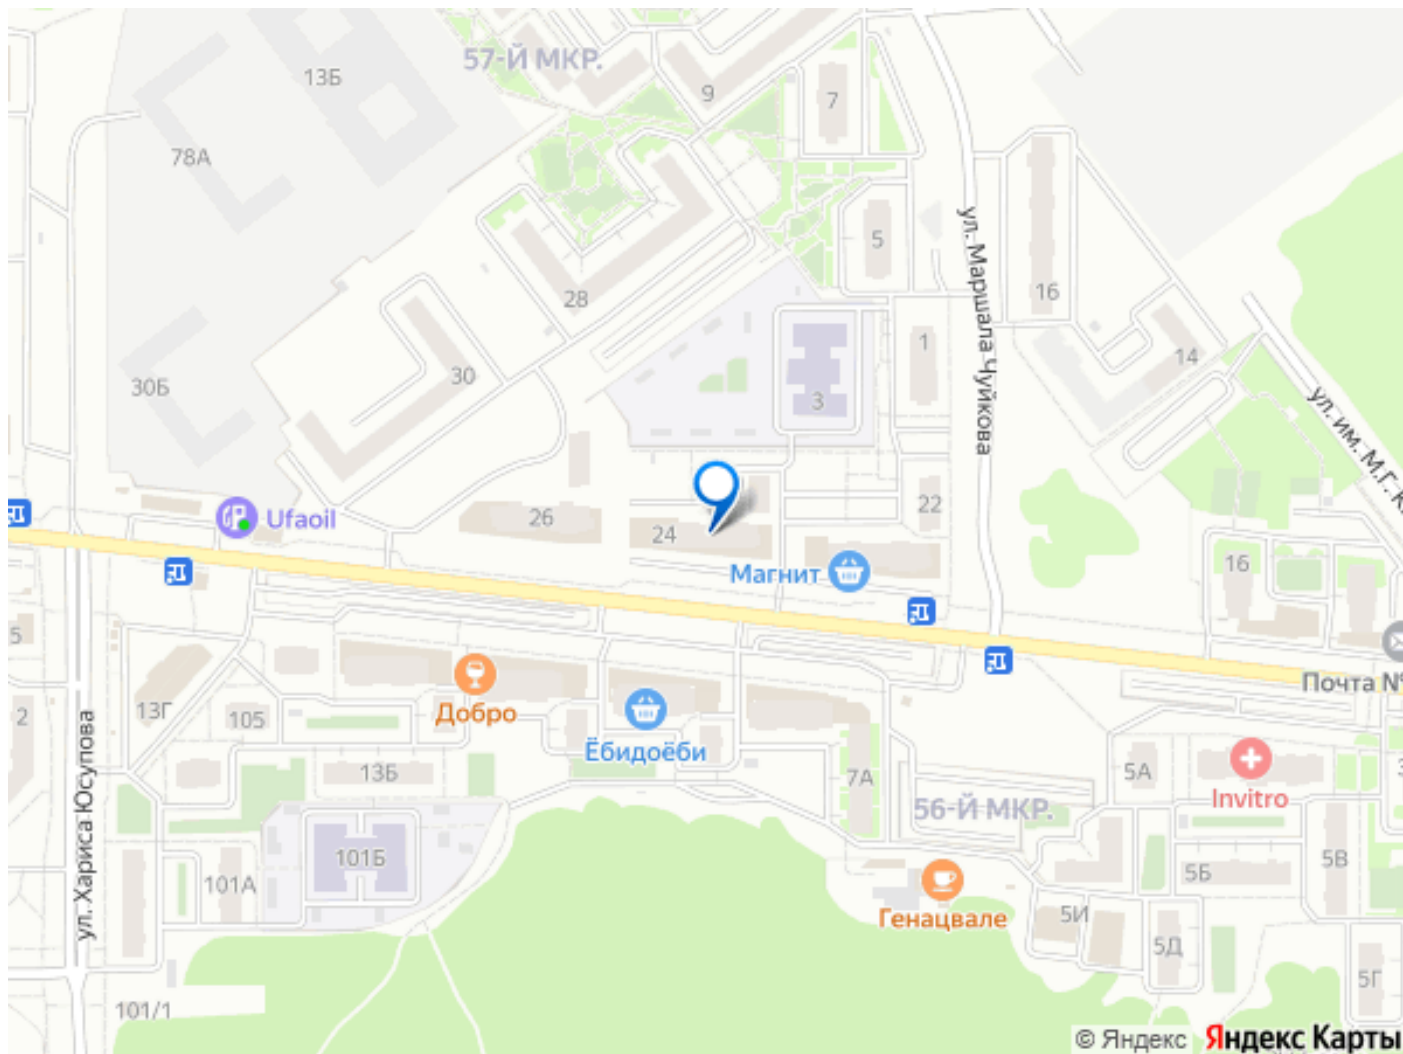 57-Й МКР.
13Б
9
7
78А
5
ул. Маршала Чуйкова
16
28
1
14
30Б
30
3
ул. им. М.Г. К
22
Ufaoil
26
24
Магнит
16
5
Почта №
2
13Г
105
Добро
Ёбидоёби
13Б
7А
5А
Invitro
56-Й МКР.
ул. Хариса Юсупова
101Б
101А
5Б
5В
Генацвале
5И
5Д
5Г
101/1
© Яндекс Яндекс Карты